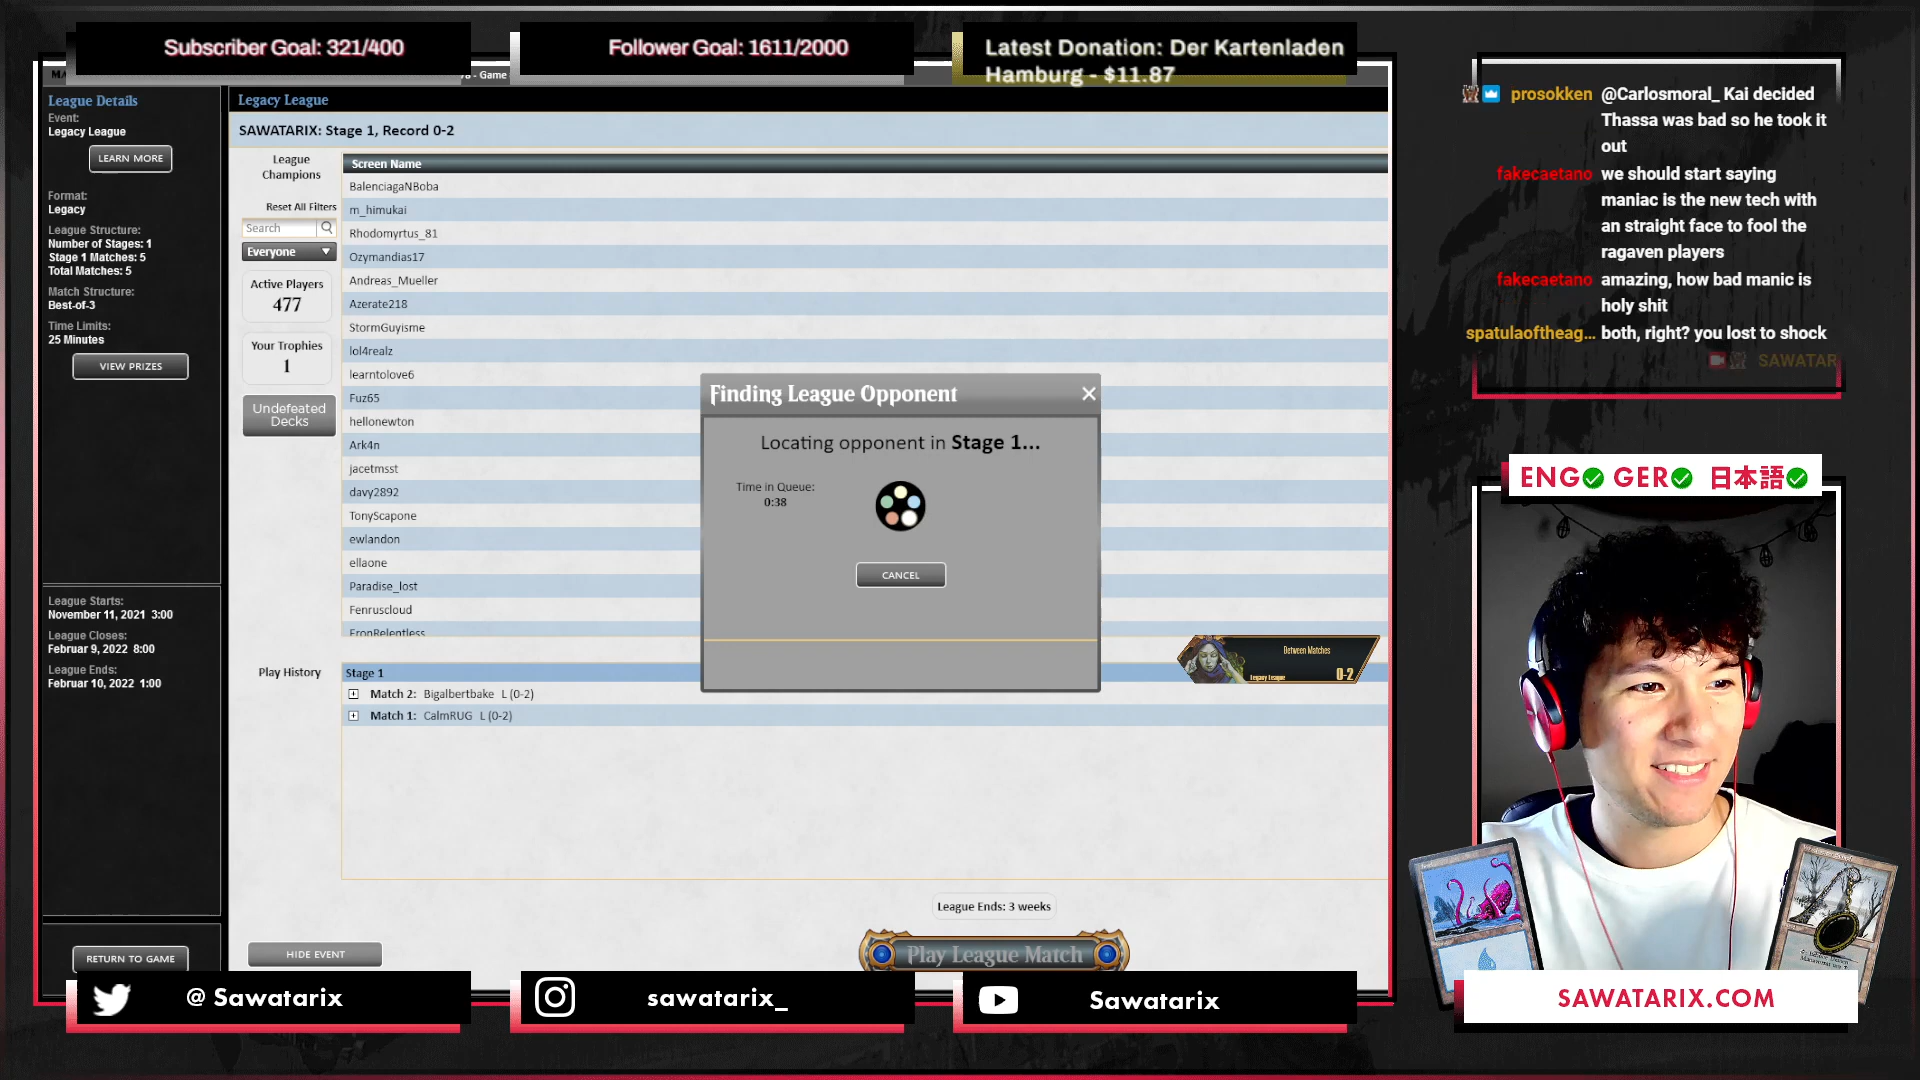 Subscriber Goal: 321/400
Follower Goal: 1611/2000
Latest Donation: Der Kartenladen
Hamburg - $11.87
- Game
League Details
Event:
Legacy League
LEARN MORE
Format:
Legacy
League Structure:
Number of Stages: 1
Stage 1 Matches: 5
Total Matches: 5
Match Structure:
Best-of-3
Time Limits:
25 Minutes
VIEW PRIZES
League Starts:
November 11, 2021 3:00
League Closes:
Februar 9, 2022 8:00
League Ends:
Februar 10, 2022 1:00
RETURN TO GAME
Legacy League
SAWATARIX: Stage 1, Record 0-2
League
Champions
Reset All Filters
Search
Everyone
Active Players
477
Your Trophies
1
Undefeated
Decks
Screen Name
BalenciagaNBoba
m_himukai
Rhodomyrtus_81
Ozymandias17
Andreas_Mueller
Azerate218
StormGuyisme
lol4realz
learntolove6
Fuz65
hellonewton
Ark4n
jacetmsst
davy2892
TonyScapone
ewlandon
ellaone
Paradise_lost
Fenruscloud
FronRelentless
Finding League Opponent
Locating opponent in Stage 1...
Time in Queue:
0:38
CANCEL
Between Matches
Legacy League
0-2
Play History
Stage 1
Match 2: Bigalbertbake L (0-2)
Match 1: CalmRUG L (0-2)
League Ends: 3 weeks
HIDE EVENT
Play League Match
prosokken @Carlosmoral_ Kai decided
Thassa was bad so he took it
out
fakecaetano we should start saying
maniac is the new tech with
an straight face to fool the
ragaven players
fakecaetano amazing, how bad manic is
holy shit
spatulaoftheag... both, right? you lost to shock
SAWATAR
ENG GER 日本語
@ Sawatarix
sawatarix_
Sawatarix
SAWATARIX.COM